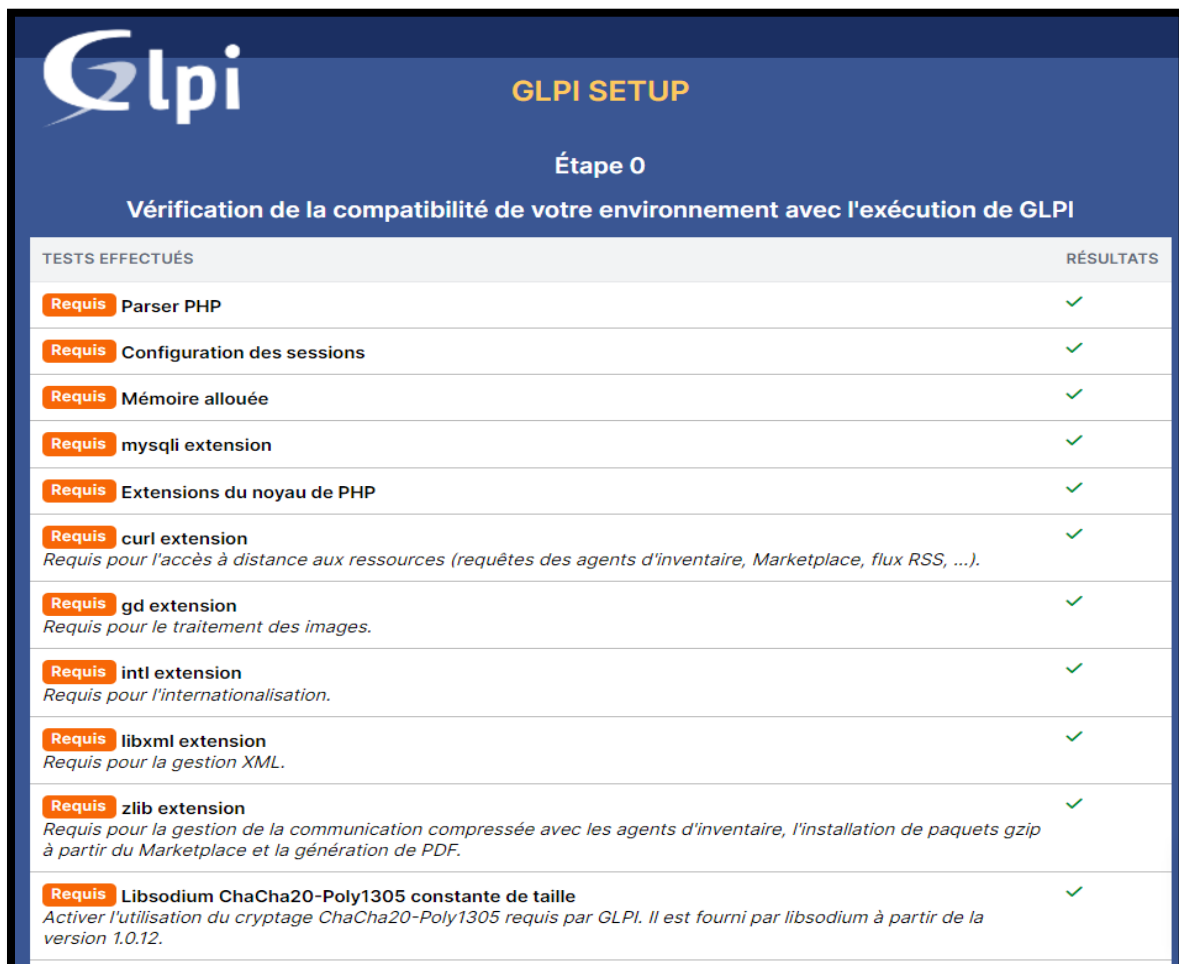 Glpi
GLPI SETUP
Étape 0
Vérification de la compatibilité de votre environnement avec l'exécution de GLPI
TESTS EFFECTUÉS RÉSULTATS
Requis Parser PHP
Requis Configuration des sessions
Requis Mémoire allouée
Requis mysqli extension
Requis Extensions du noyau de PHP
Requis curl extension
Requis pour l'accès à distance aux ressources (requêtes des agents d'inventaire, Marketplace, flux RSS, ...).
Requis gd extension
Requis pour le traitement des images.
Requis intl extension
Requis pour l'internationalisation.
Requis libxml extension
Requis pour la gestion XML.
Requis zlib extension
Requis pour la gestion de la communication compressée avec les agents d'inventaire, l'installation de paquets gzip
à partir du Marketplace et la génération de PDF.
Requis Libsodium ChaCha20-Poly1305 constante de taille
Activer l'utilisation du cryptage ChaCha20-Poly1305 requis par GLPI. Il est fourni par libsodium à partir de la
version 1.0.12.